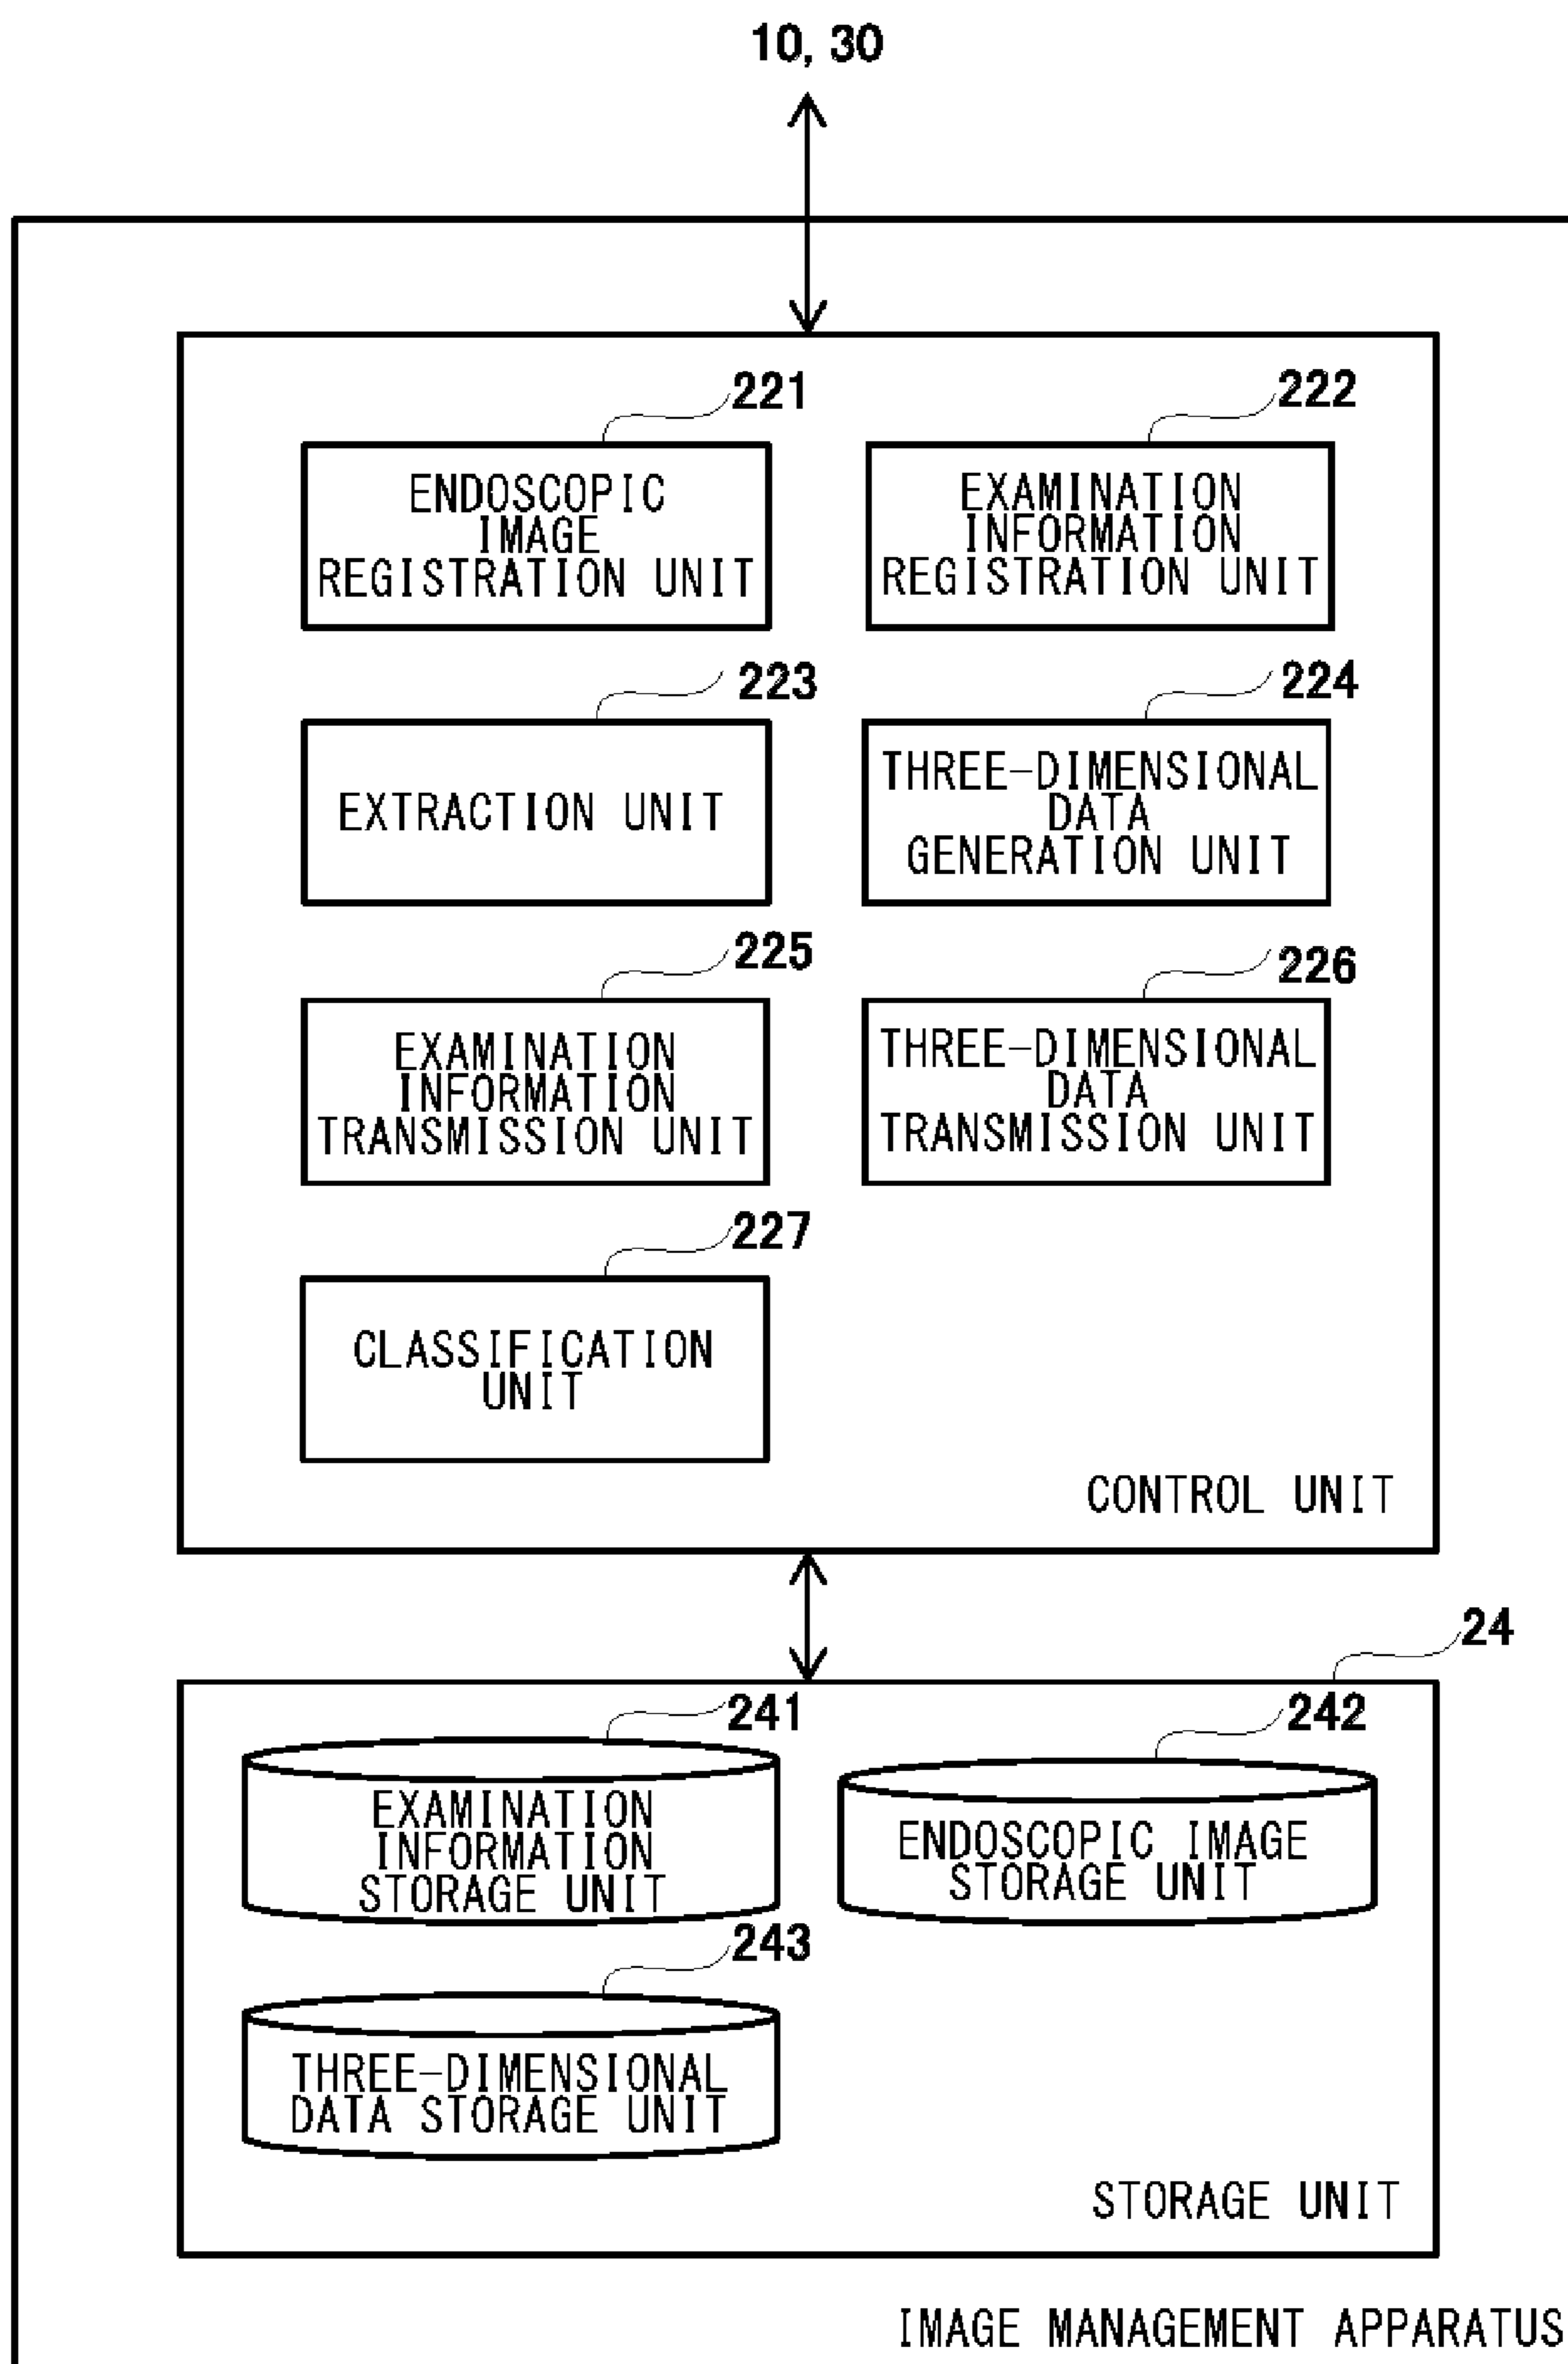 10, 30
221
222
ENDOSCOPIC
IMAGE
REGISTRATION UNIT
EXAMINATION
INFORMATION
REGISTRATION UNIT
223
224
EXTRACTION UNIT
THREE-DIMENSIONAL
DATA
GENERATION UNIT
225
226
EXAMINATION
INFORMATION
TRANSMISSION UNIT
THREE-DIMENSIONAL
DATA
TRANSMISSION UNIT
227
CLASSIFICATION
UNIT
CONTROL UNIT
24
241
242
EXAMINATION
INFORMATION
STORAGE UNIT
ENDOSCOPIC IMAGE
STORAGE UNIT
243
THREE-DIMENSIONAL
DATA STORAGE UNIT
STORAGE UNIT
IMAGE MANAGEMENT APPARATUS